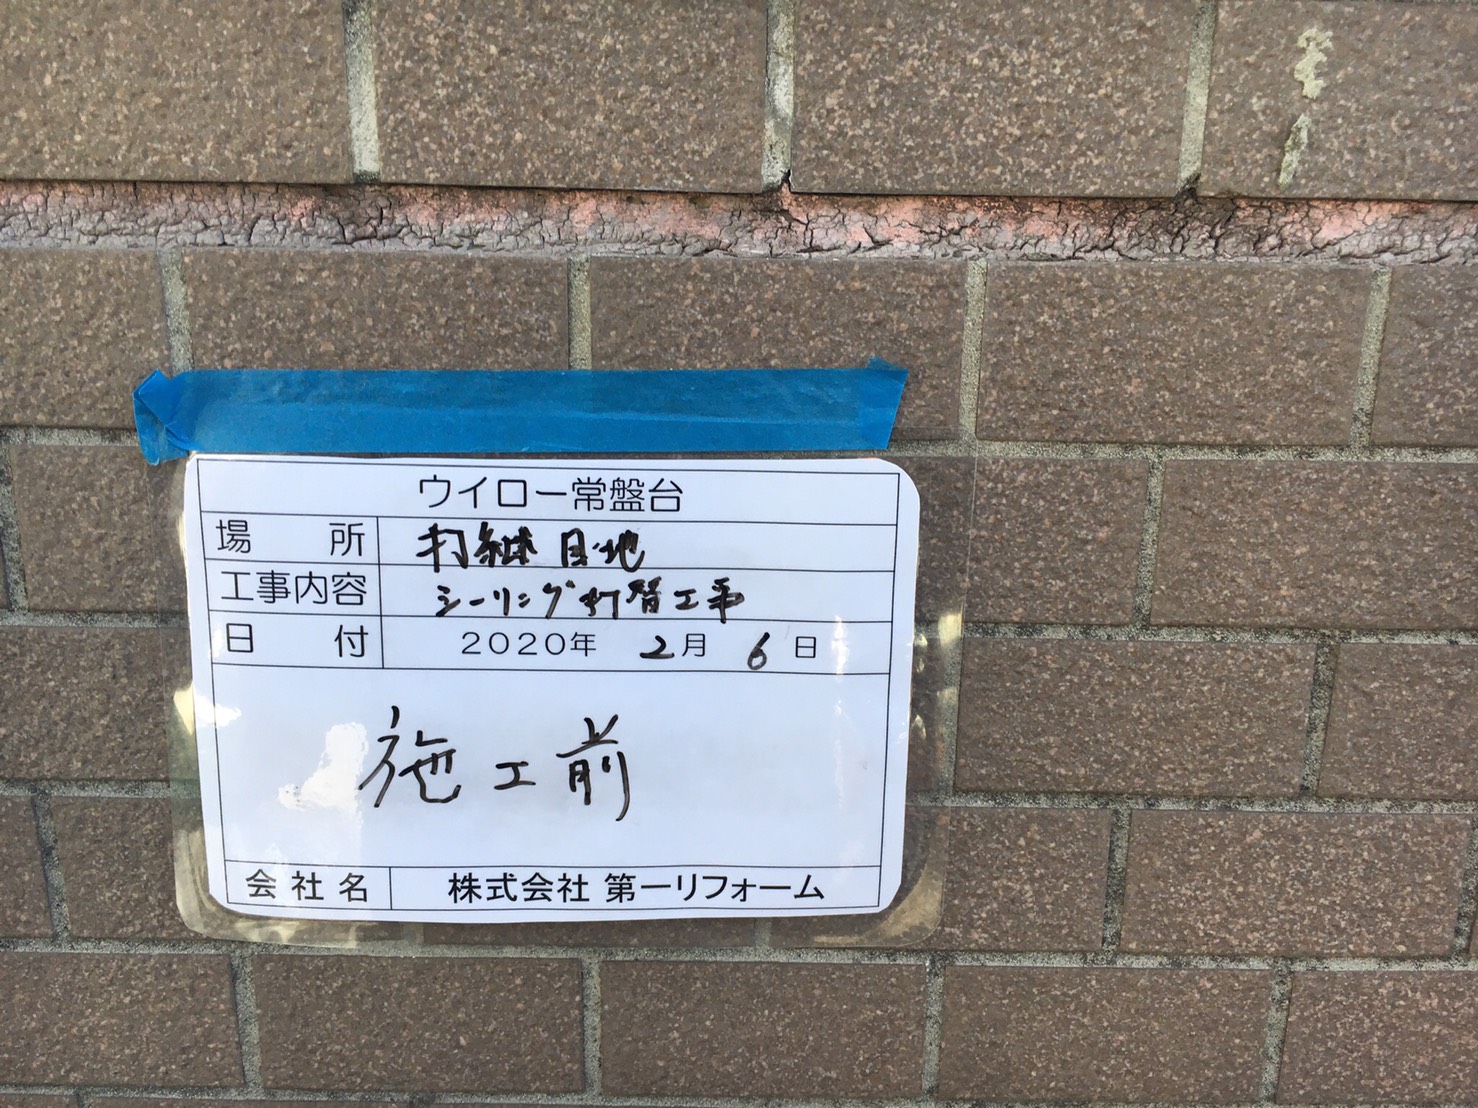 ウイロー常盤台
場所 打継目地
工事内容 シーリング打替工事
日付 2020年 2月 6日
施工前
会社名 株式会社 第一リフォーム